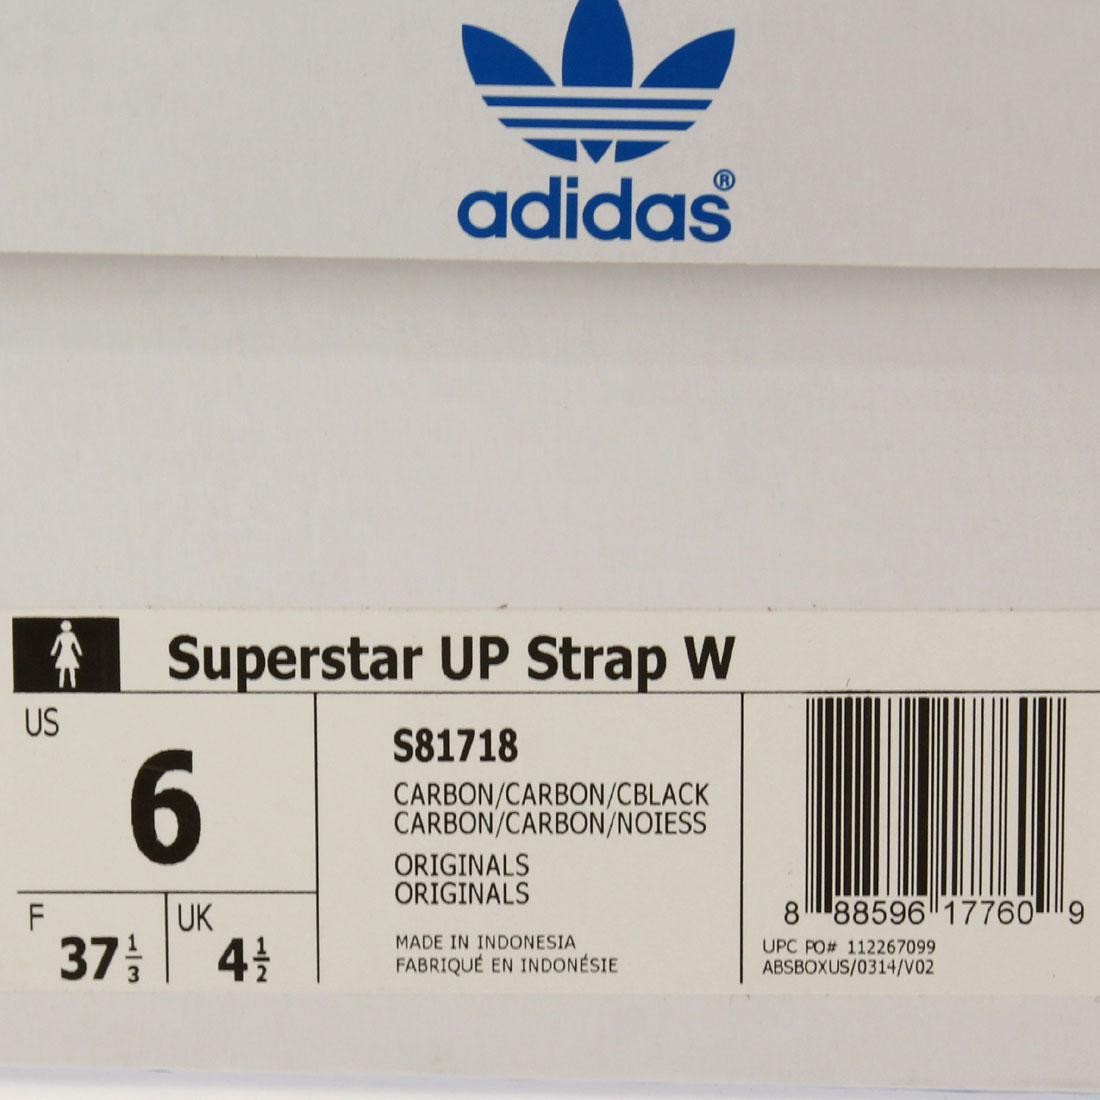 adidas®
Superstar UP Strap W
US
6
F
37 1/3
UK
4 1/2
S81718
CARBON/CARBON/CBLACK
CARBON/CARBON/NOIESS
ORIGINALS
ORIGINALS
MADE IN INDONESIA
FABRIQUÉ EN INDONÉSIE
8 88596 17760 9
UPC PO# 112267099
ABSBOXUS/0314/V02